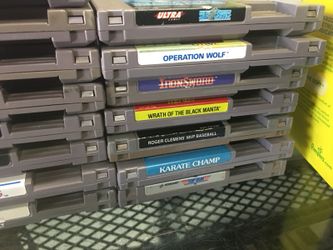 ULTRA
OPERATION WOLF
IRONSWORD
WRATH OF THE BLACK MANTA
ROGER CLEMENS' MVP BASEBALL
KARATE CHAMP